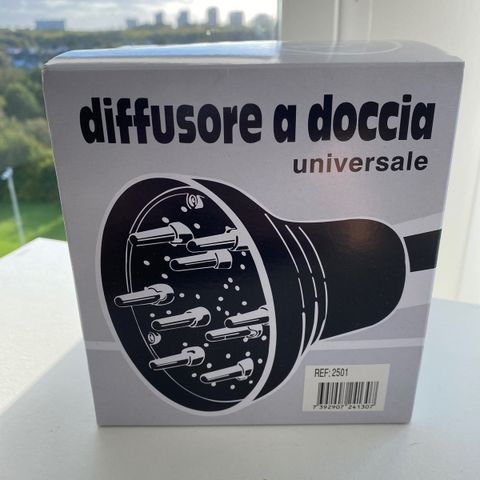 diffusore a doccia
universale
REF: 2501
7 392907 241307